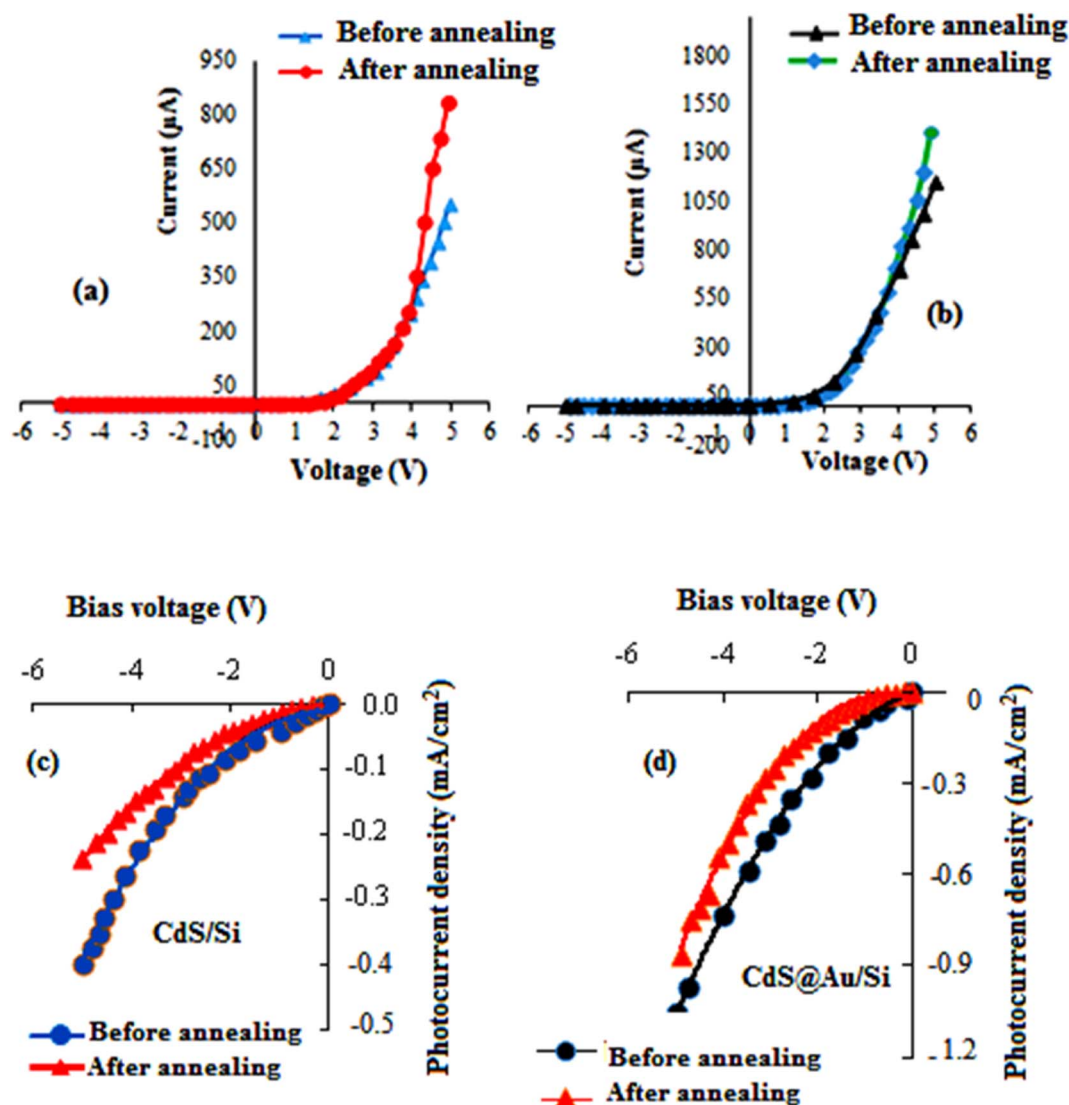 Before annealing
After annealing
950
800
650
500
350
200
50
-100
Current (µA)
(a)
-6 -5 -4 -3 -2 -1 0 1 2 3 4 5 6
Voltage (V)
Before annealing
After annealing
1800
1550
1300
1050
800
550
300
50
-200
Current (µA)
(b)
-6 -5 -4 -3 -2 -1 0 1 2 3 4 5 6
Voltage (V)
Bias voltage (V)
-6 -4 -2 0
0.0
-0.1
-0.2
-0.3
-0.4
-0.5
Photocurrent density (mA/cm²)
(c)
CdS/Si
Before annealing
After annealing
Bias voltage (V)
-6 -4 -2 0
0
-0.3
-0.6
-0.9
-1.2
Photocurrent density (mA/cm²)
(d)
CdS@Au/Si
Before annealing
After annealing